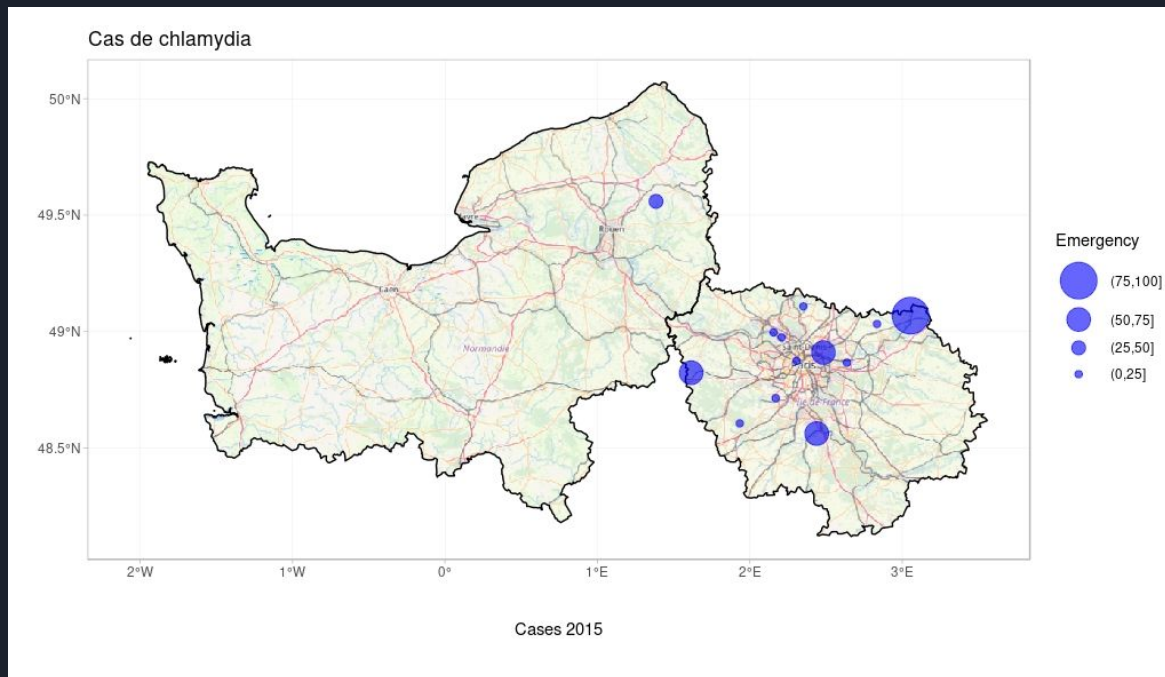 Cas de chlamydia
50°N
49.5°N
49°N
48.5°N
2°W
1°W
0°
1°E
2°E
3°E
Rouen
Caen
Normandie
Île-de-France
Emergency
(75,100]
(50,75]
(25,50]
(0,25]
Cases 2015